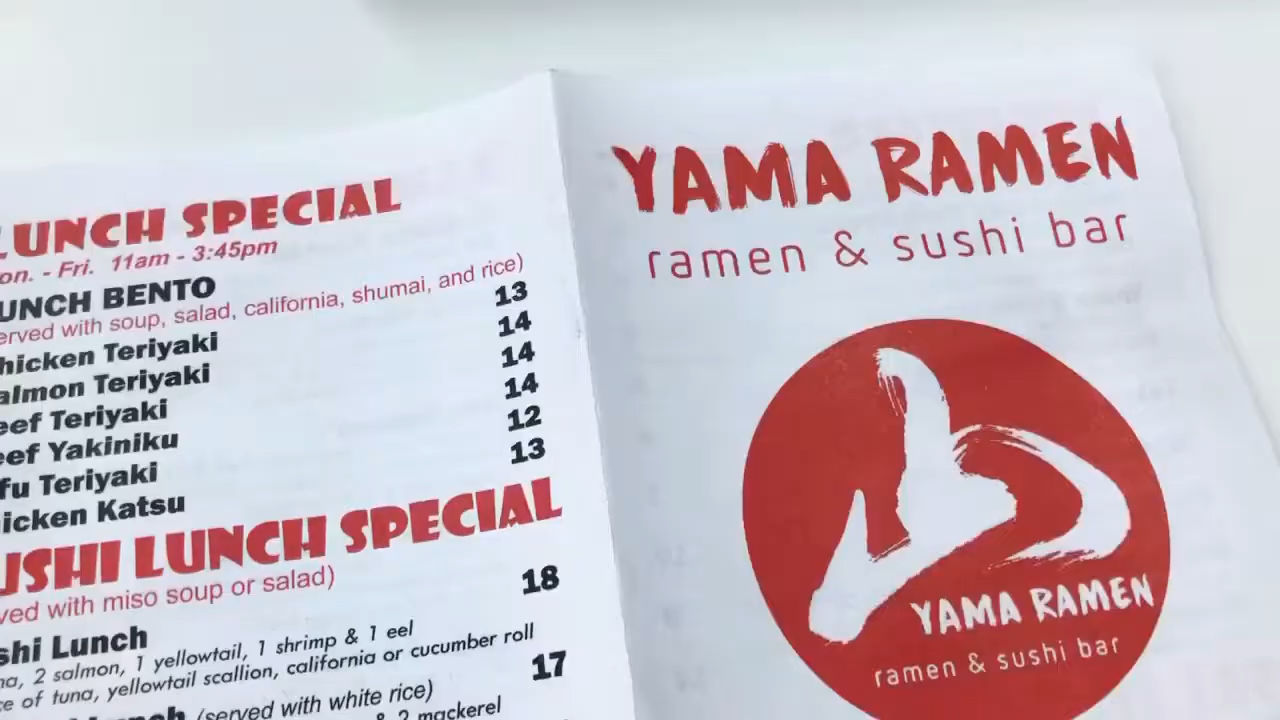 LUNCH SPECIAL
on. - Fri. 11am - 3:45pm
UNCH BENTO
erved with soup, salad, california, shumai, and rice)
hicken Teriyaki 13
almon Teriyaki 14
eef Teriyaki 14
eef Yakiniku 14
fu Teriyaki 12
icken Katsu 13
USHI LUNCH SPECIAL
ved with miso soup or salad)
shi Lunch 18
na, 2 salmon, 1 yellowtail, 1 shrimp & 1 eel
ce of tuna, yellowtail scallion, california or cucumber roll
(served with white rice) 17
& 2 mackerel
YAMA RAMEN
ramen & sushi bar
YAMA RAMEN
ramen & sushi bar